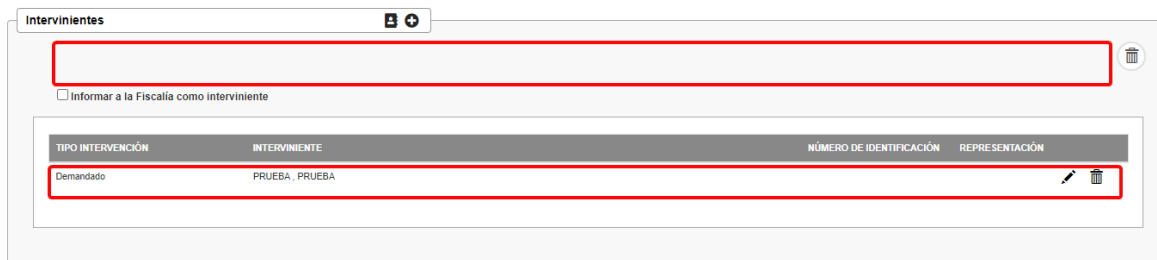 Intervinientes
Informar a la Fiscalía como interviniente
TIPO INTERVENCIÓN INTERVINIENTE NÚMERO DE IDENTIFICACIÓN REPRESENTACIÓN
Demandado PRUEBA , PRUEBA